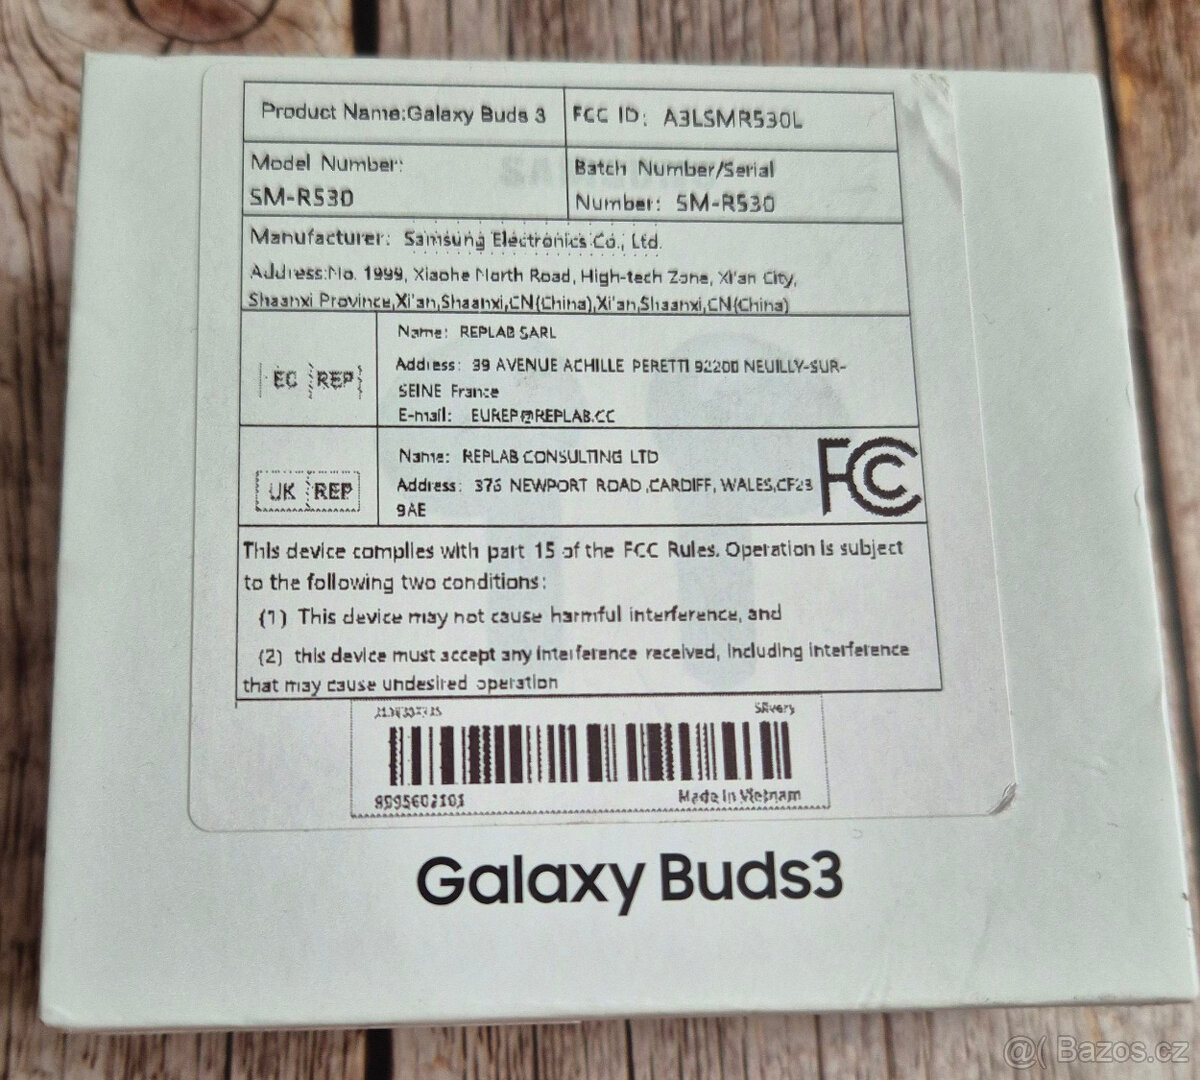 Product Name:Galaxy Buds 3
FCC ID: A3LSMR530L
Model Number:
SM-R530
Batch Number/Serial
Number: SM-R530
Manufacturer: Samsung Electronics Co., Ltd.
Address:No. 1999, Xiaohe North Road, High-tech Zone, Xi'an City,
Shaanxi Province,Xi'an,Shaanxi,CN(China),Xi'an,Shaanxi,CN(China)
EC REP
Name: REPLAB SARL
Address: 39 AVENUE ACHILLE PERETTI 92200 NEUILLY-SUR-
SEINE France
E-mail: EUREP@REPLAB.CC
UK REP
Name: REPLAB CONSULTING LTD
Address: 376 NEWPORT ROAD ,CARDIFF, WALES,CF23
9AE
FCC
This device complies with part 15 of the FCC Rules. Operation is subject
to the following two conditions:
(1) This device may not cause harmful interference, and
(2) this device must accept any interference received, including interference
that may cause undesired operation
Made in Vietnam
Galaxy Buds3
@( Bazos.cz